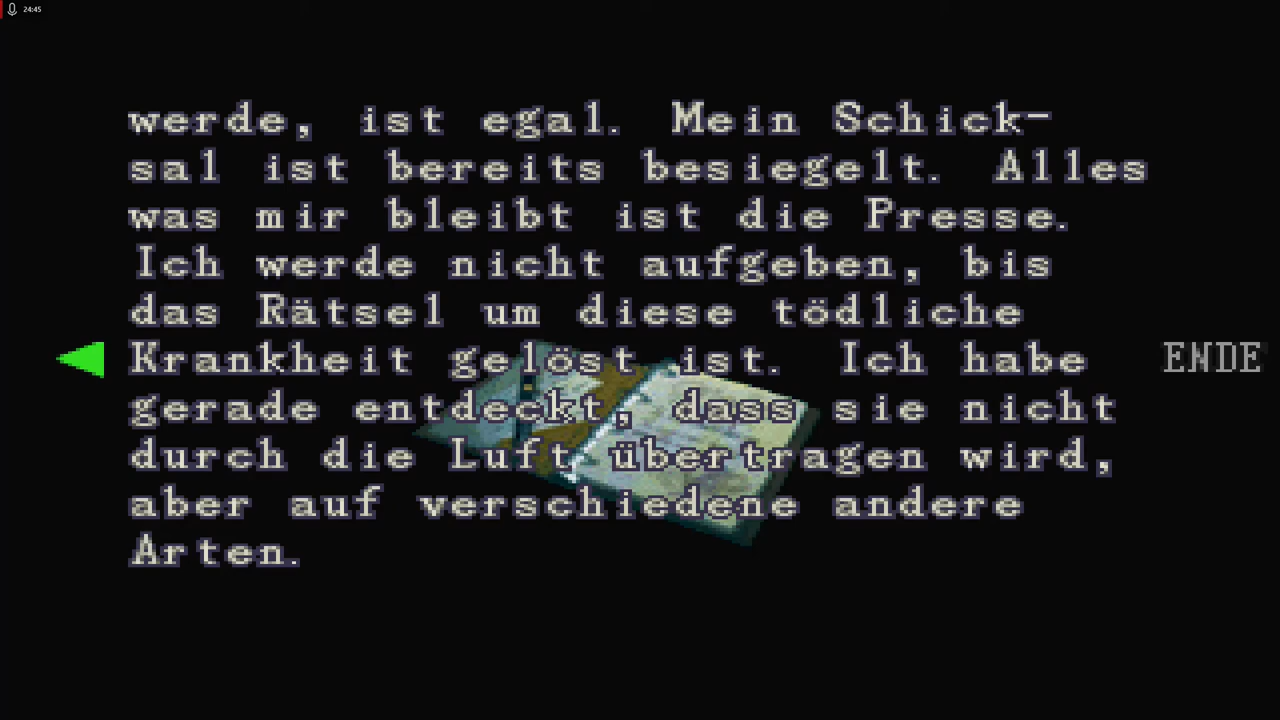 24:45
werde, ist egal. Mein Schick-
sal ist bereits besiegelt. Alles
was mir bleibt ist die Presse.
Ich werde nicht aufgeben, bis
das Rätsel um diese tödliche
Krankheit gelöst ist. Ich habe
gerade entdeckt, dass sie nicht
durch die Luft übertragen wird,
aber auf verschiedene andere
Arten.
ENDE